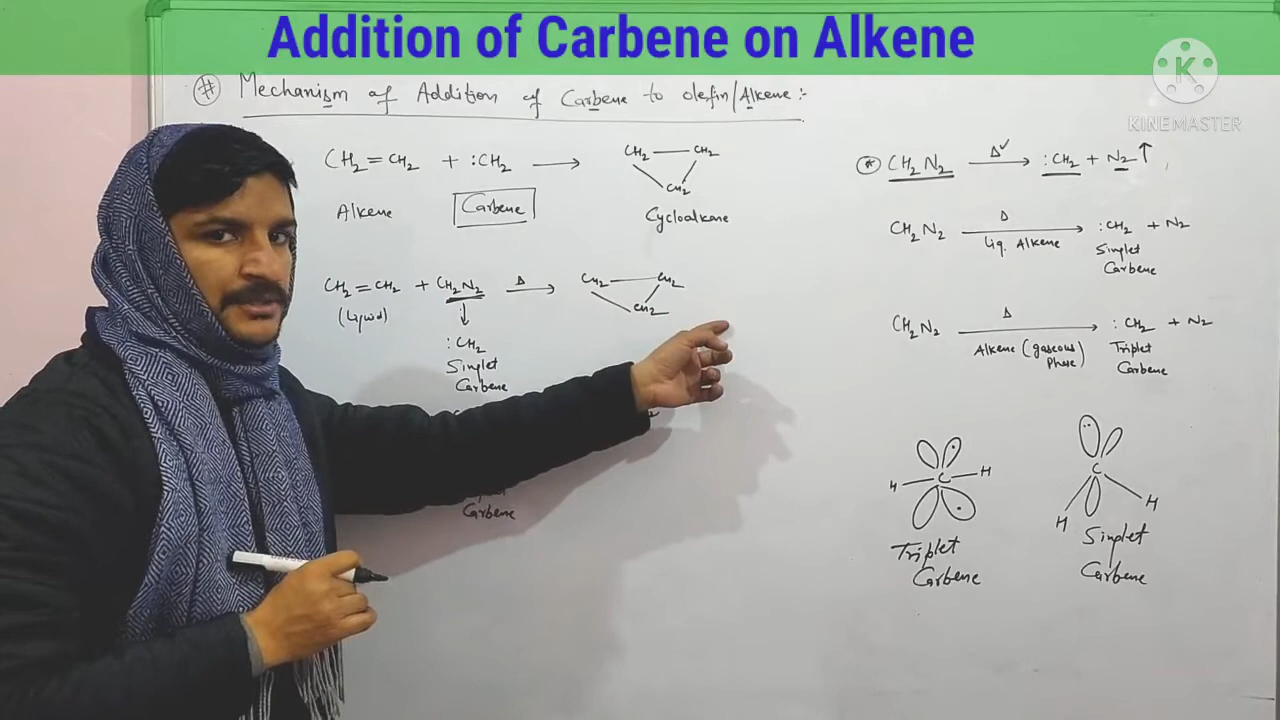 Addition of Carbene on Alkene
KINEMASTER
# Mechanism of Addition of Carbene to olefin/Alkene :-
CH2=CH2 + :CH2 → CH2 — CH2
CH2
Alkene Carbene Cycloalkane
CH2=CH2 + CH2N2 Δ→ CH2 — CH2
CH2
(Liquid)
:CH2
Singlet
Carbene
Carbene
* CH2N2 Δ✓→ :CH2 + N2 ↑
CH2N2 Δ→ :CH2 + N2
Liq. Alkene Singlet
Carbene
CH2N2 Δ→ :CH2 + N2
Alkene (gaseous phase) Triplet
Carbene
H C H
Triplet
Carbene
C
H H
Singlet
Carbene